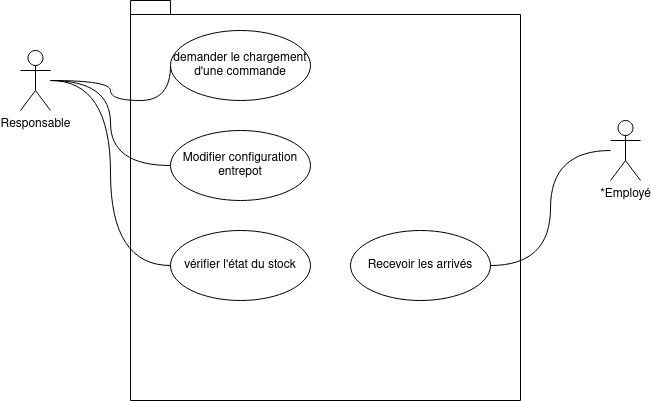 demander le chargement
d'une commande
Responsable
Modifier configuration
entrepot
*Employé
vérifier l'état du stock
Recevoir les arrivés